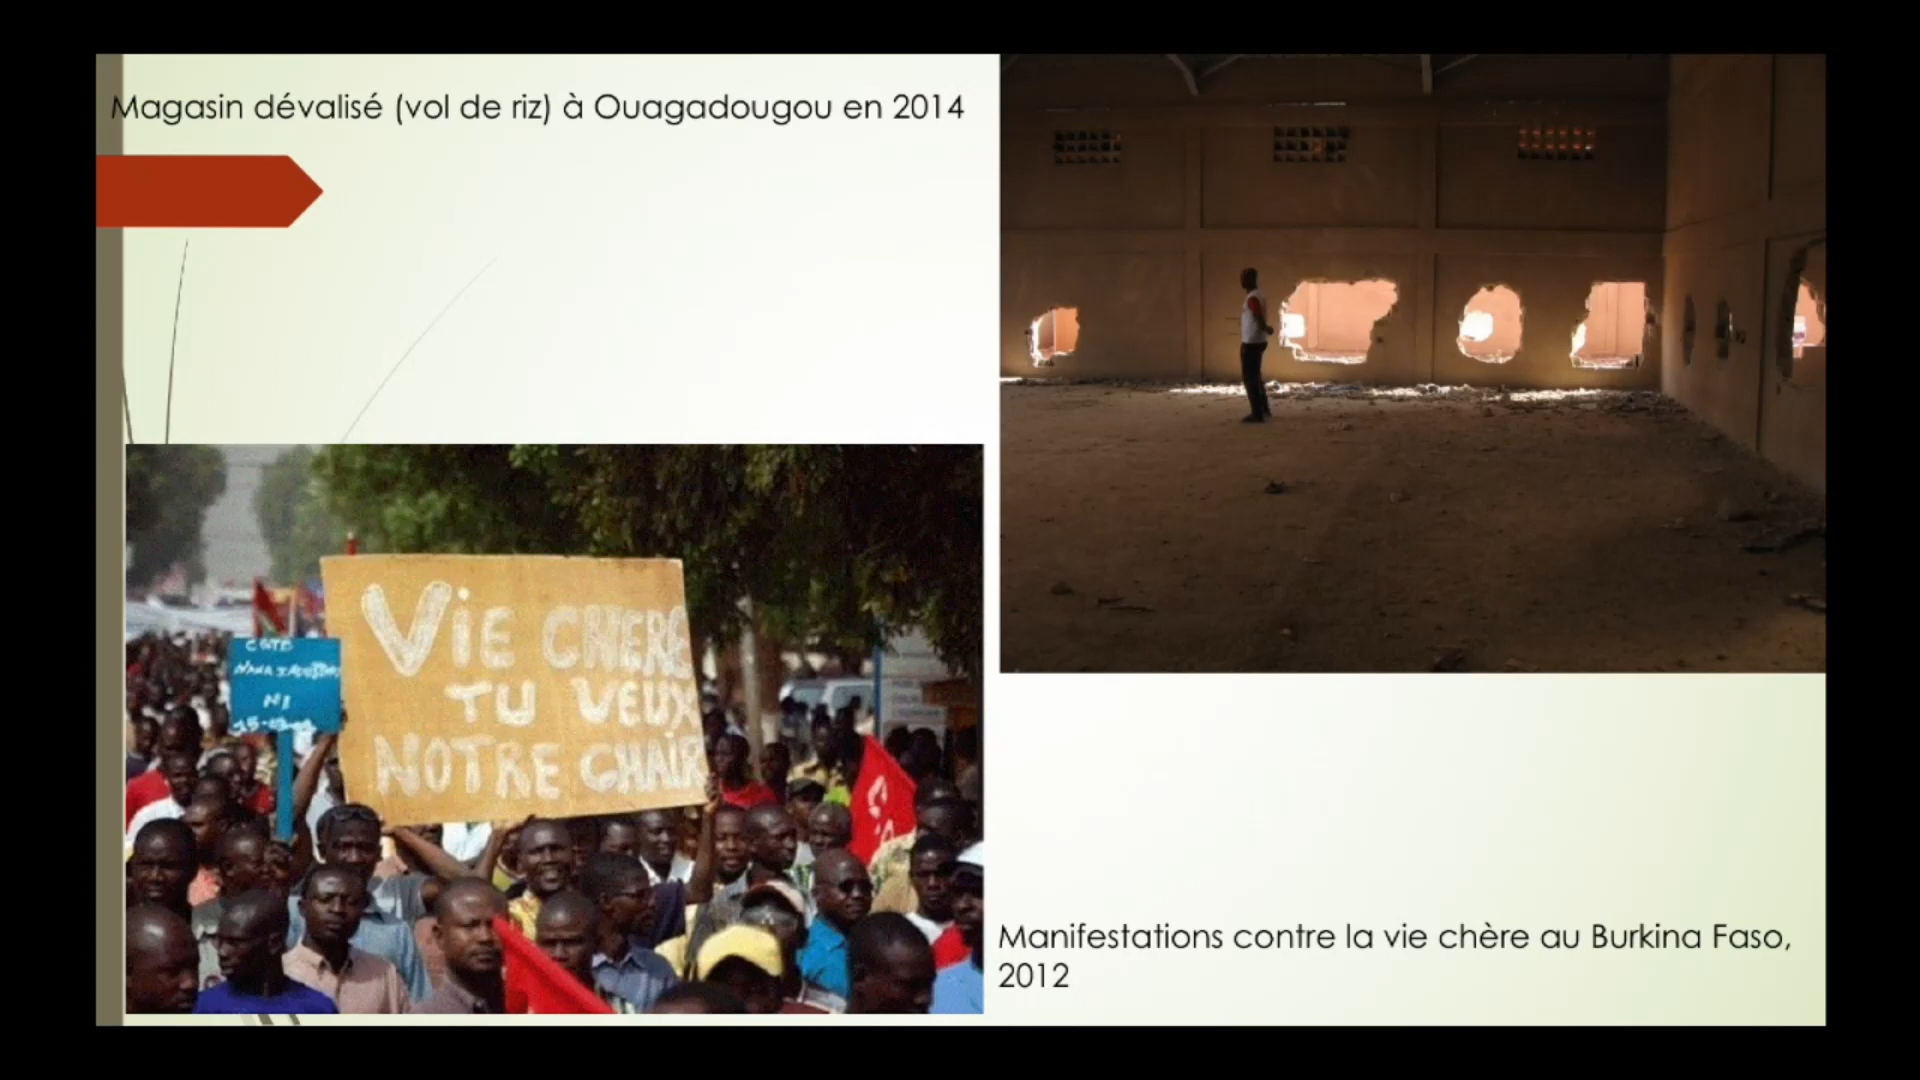 Magasin dévalisé (vol de riz) à Ouagadougou en 2014
ViE CHERE
TU VEUX
NOTRE CHAIR
CGTB
Manifestations contre la vie chère au Burkina Faso,
2012